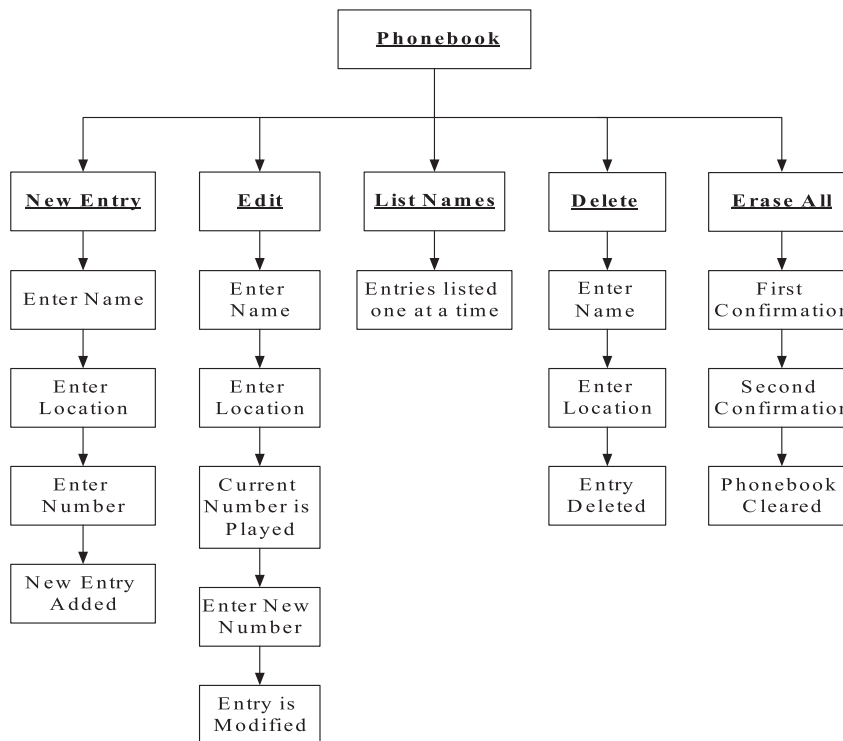 Phonebook
New Entry
Enter Name
Enter
Location
Enter
Number
New Entry
Added
Edit
Enter
Name
Enter
Location
Current
Number is
Played
Enter New
Number
Entry is
Modified
List Names
Entries listed
one at a time
Delete
Enter
Name
Enter
Location
Entry
Deleted
Erase All
First
Confirmation
Second
Confirmation
Phonebook
Cleared